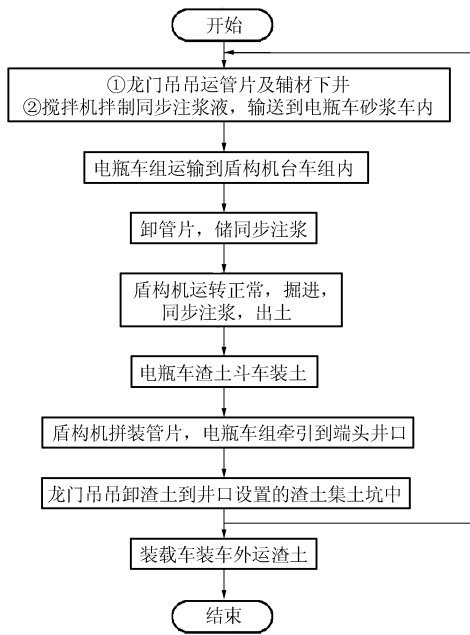 开始
①龙门吊吊运管片及辅材下井
②搅拌机拌制同步注浆液，输送到电瓶车砂浆车内
电瓶车组运输到盾构机台车组内
卸管片，储同步注浆
盾构机运转正常，掘进，
同步注浆，出土
电瓶车渣土斗车装土
盾构机拼装管片，电瓶车组牵引到端头井口
龙门吊吊卸渣土到井口设置的渣土集土坑中
装载车装车外运渣土
结束